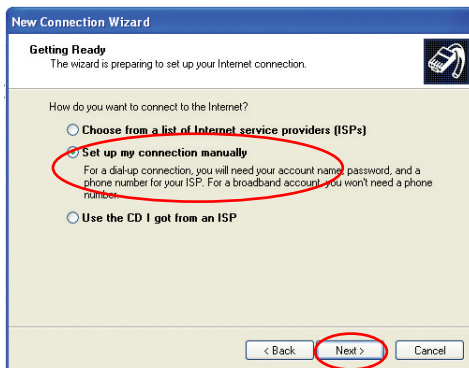 New Connection Wizard
Getting Ready
The wizard is preparing to set up your Internet connection.
How do you want to connect to the Internet?
Choose from a list of Internet service providers (ISPs)
Set up my connection manually
For a dial-up connection, you will need your account name, password, and a
phone number for your ISP. For a broadband account, you won't need a phone
number.
Use the CD I got from an ISP
< Back Next > Cancel